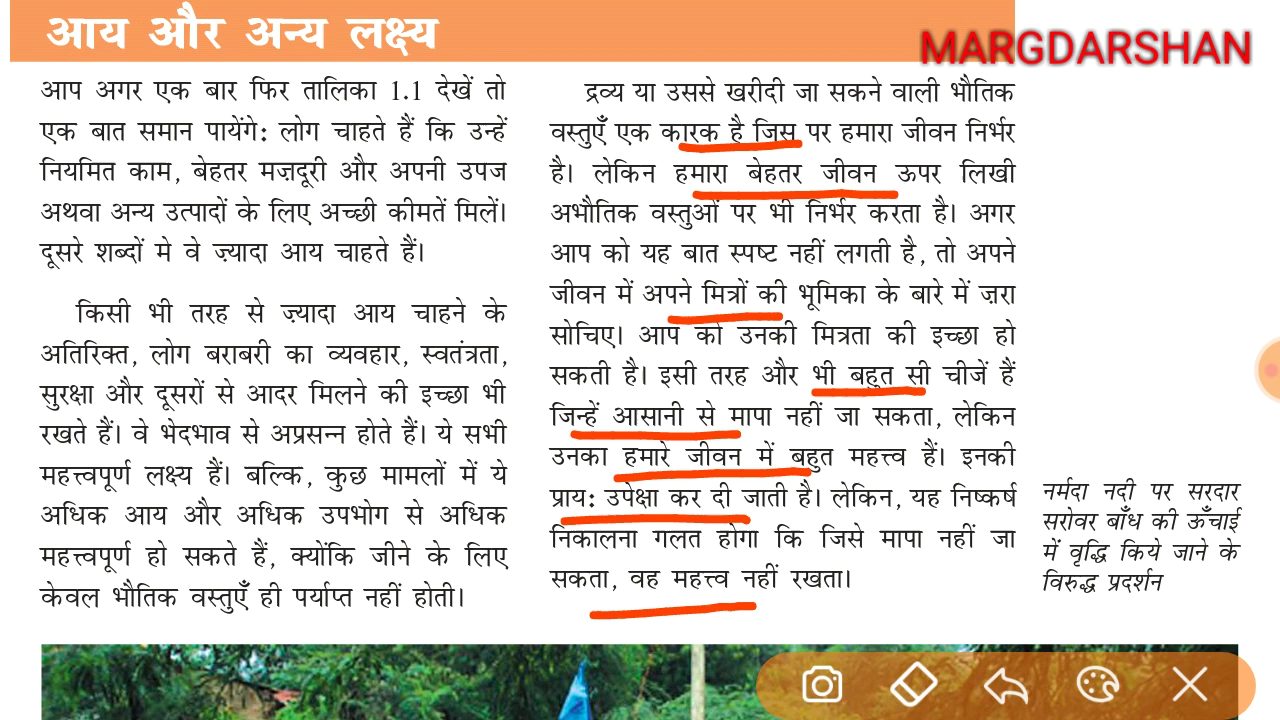 आय और अन्य लक्ष्य
MARGDARSHAN
आप अगर एक बार फिर तालिका 1.1 देखें तो
एक बात समान पायेंगे: लोग चाहते हैं कि उन्हें
नियमित काम, बेहतर मज़दूरी और अपनी उपज
अथवा अन्य उत्पादों के लिए अच्छी कीमतें मिलें।
दूसरे शब्दों मे वे ज़्यादा आय चाहते हैं।
किसी भी तरह से ज़्यादा आय चाहने के
अतिरिक्त, लोग बराबरी का व्यवहार, स्वतंत्रता,
सुरक्षा और दूसरों से आदर मिलने की इच्छा भी
रखते हैं। वे भेदभाव से अप्रसन्न होते हैं। ये सभी
महत्त्वपूर्ण लक्ष्य हैं। बल्कि, कुछ मामलों में ये
अधिक आय और अधिक उपभोग से अधिक
महत्त्वपूर्ण हो सकते हैं, क्योंकि जीने के लिए
केवल भौतिक वस्तुएँ ही पर्याप्त नहीं होती।
द्रव्य या उससे खरीदी जा सकने वाली भौतिक
वस्तुएँ एक कारक है जिस पर हमारा जीवन निर्भर
है। लेकिन हमारा बेहतर जीवन ऊपर लिखी
अभौतिक वस्तुओं पर भी निर्भर करता है। अगर
आप को यह बात स्पष्ट नहीं लगती है, तो अपने
जीवन में अपने मित्रों की भूमिका के बारे में ज़रा
सोचिए। आप को उनकी मित्रता की इच्छा हो
सकती है। इसी तरह और भी बहुत सी चीजें हैं
जिन्हें आसानी से मापा नहीं जा सकता, लेकिन
उनका हमारे जीवन में बहुत महत्त्व हैं। इनकी
प्राय: उपेक्षा कर दी जाती है। लेकिन, यह निष्कर्ष
निकालना गलत होगा कि जिसे मापा नहीं जा
सकता, वह महत्त्व नहीं रखता।
नर्मदा नदी पर सरदार
सरोवर बाँध की ऊँचाई
में वृद्धि किये जाने के
विरुद्ध प्रदर्शन